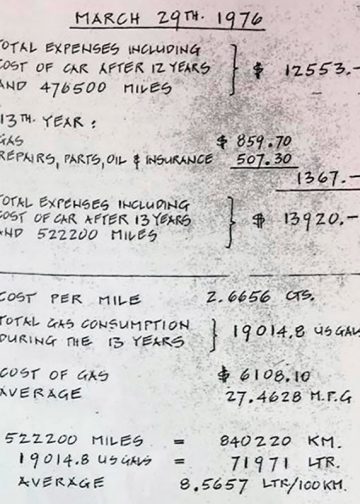 MARCH 29TH. 1976
TOTAL EXPENSES INCLUDING
COST OF CAR AFTER 12 YEARS } $ 12553.–
AND 476500 MILES
13TH. YEAR :
GAS $ 859.70
REPAIRS, PARTS, OIL & INSURANCE 507.30
1367.–
TOTAL EXPENSES INCLUDING
COST OF CAR AFTER 13 YEARS } $ 13920.–
AND 522200 MILES
COST PER MILE 2.6656 CTS.
TOTAL GAS CONSUMPTION } 19014.8 US GALS
DURING THE 13 YEARS
COST OF GAS $ 6108.10
AVERAGE 27.4628 M.P.G
522200 MILES = 840220 KM.
19014.8 US GALS = 71971 LTR.
AVERAGE 8.5657 LTR/100KM.